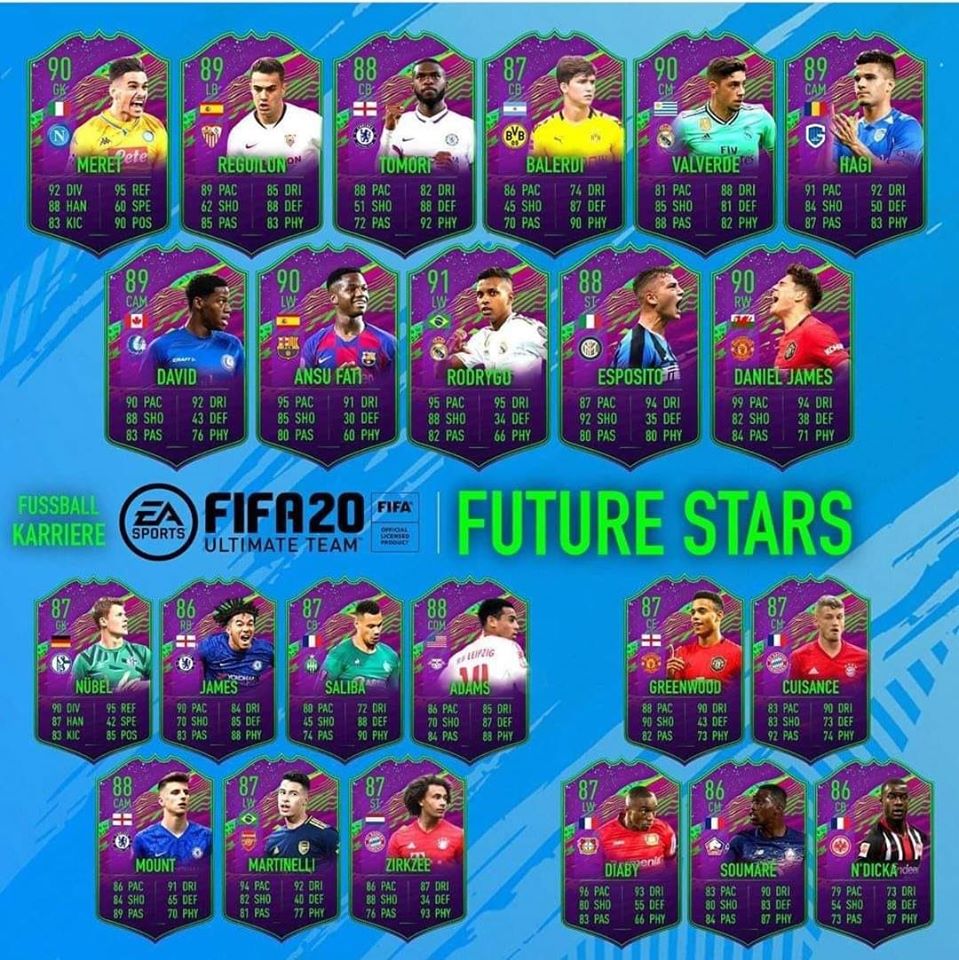 90
GK
MERET
92 DIV 95 REF
88 HAN 60 SPE
83 KIC 90 POS
89
LB
REGUILON
89 PAC 85 DRI
62 SHO 88 DEF
85 PAS 83 PHY
88
CB
TOMORI
88 PAC 82 DRI
51 SHO 88 DEF
72 PAS 92 PHY
87
CB
BALERDI
86 PAC 74 DRI
45 SHO 87 DEF
70 PAS 90 PHY
90
CM
Fly
VALVERDE
81 PAC 88 DRI
85 SHO 81 DEF
88 PAS 82 PHY
89
CAM
HAGI
91 PAC 92 DRI
84 SHO 50 DEF
87 PAS 83 PHY
89
CAM
DAVID
90 PAC 92 DRI
88 SHO 43 DEF
83 PAS 76 PHY
90
LW
ANSU FATI
95 PAC 91 DRI
85 SHO 30 DEF
80 PAS 60 PHY
91
LW
RODRYGO
95 PAC 95 DRI
88 SHO 34 DEF
82 PAS 66 PHY
88
ST
ESPOSITO
87 PAC 94 DRI
92 SHO 35 DEF
80 PAS 80 PHY
90
RW
DANIEL JAMES
99 PAC 94 DRI
82 SHO 38 DEF
84 PAS 71 PHY
FUSSBALL
KARRIERE
EA
SPORTS
FIFA20
ULTIMATE TEAM™
FIFA
OFFICIAL
LICENSED
PRODUCT
FUTURE STARS
87
GK
NÜBEL
90 DIV 95 REF
87 HAN 42 SPE
83 KIC 85 POS
86
RB
JAMES
90 PAC 84 DRI
70 SHO 85 DEF
83 PAS 88 PHY
87
CB
SALIBA
80 PAC 72 DRI
45 SHO 88 DEF
74 PAS 90 PHY
88
CDM
ADAMS
86 PAC 85 DRI
70 SHO 87 DEF
84 PAS 88 PHY
87
CF
GREENWOOD
88 PAC 90 DRI
90 SHO 43 DEF
82 PAS 73 PHY
87
CM
CUISANCE
83 PAC 90 DRI
83 SHO 73 DEF
92 PAS 74 PHY
88
CAM
MOUNT
86 PAC 91 DRI
84 SHO 65 DEF
89 PAS 70 PHY
87
LW
MARTINELLI
94 PAC 92 DRI
82 SHO 40 DEF
81 PAS 77 PHY
87
ST
ZIRKZEE
86 PAC 87 DRI
88 SHO 34 DEF
76 PAS 93 PHY
87
LW
DIABY
96 PAC 93 DRI
80 SHO 55 DEF
83 PAS 66 PHY
86
CM
SOUMARÉ
83 PAC 90 DRI
80 SHO 83 DEF
84 PAS 87 PHY
86
CB
N'DICKA
79 PAC 73 DRI
54 SHO 88 DEF
73 PAS 87 PHY